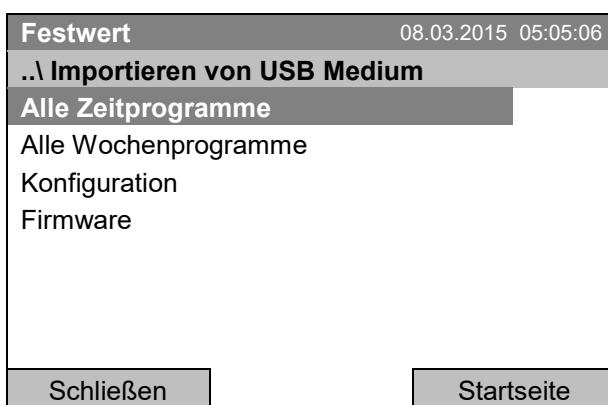 Festwert 08.03.2015 05:05:06
..\ Importieren von USB Medium
Alle Zeitprogramme
Alle Wochenprogramme
Konfiguration
Firmware
Schließen Startseite